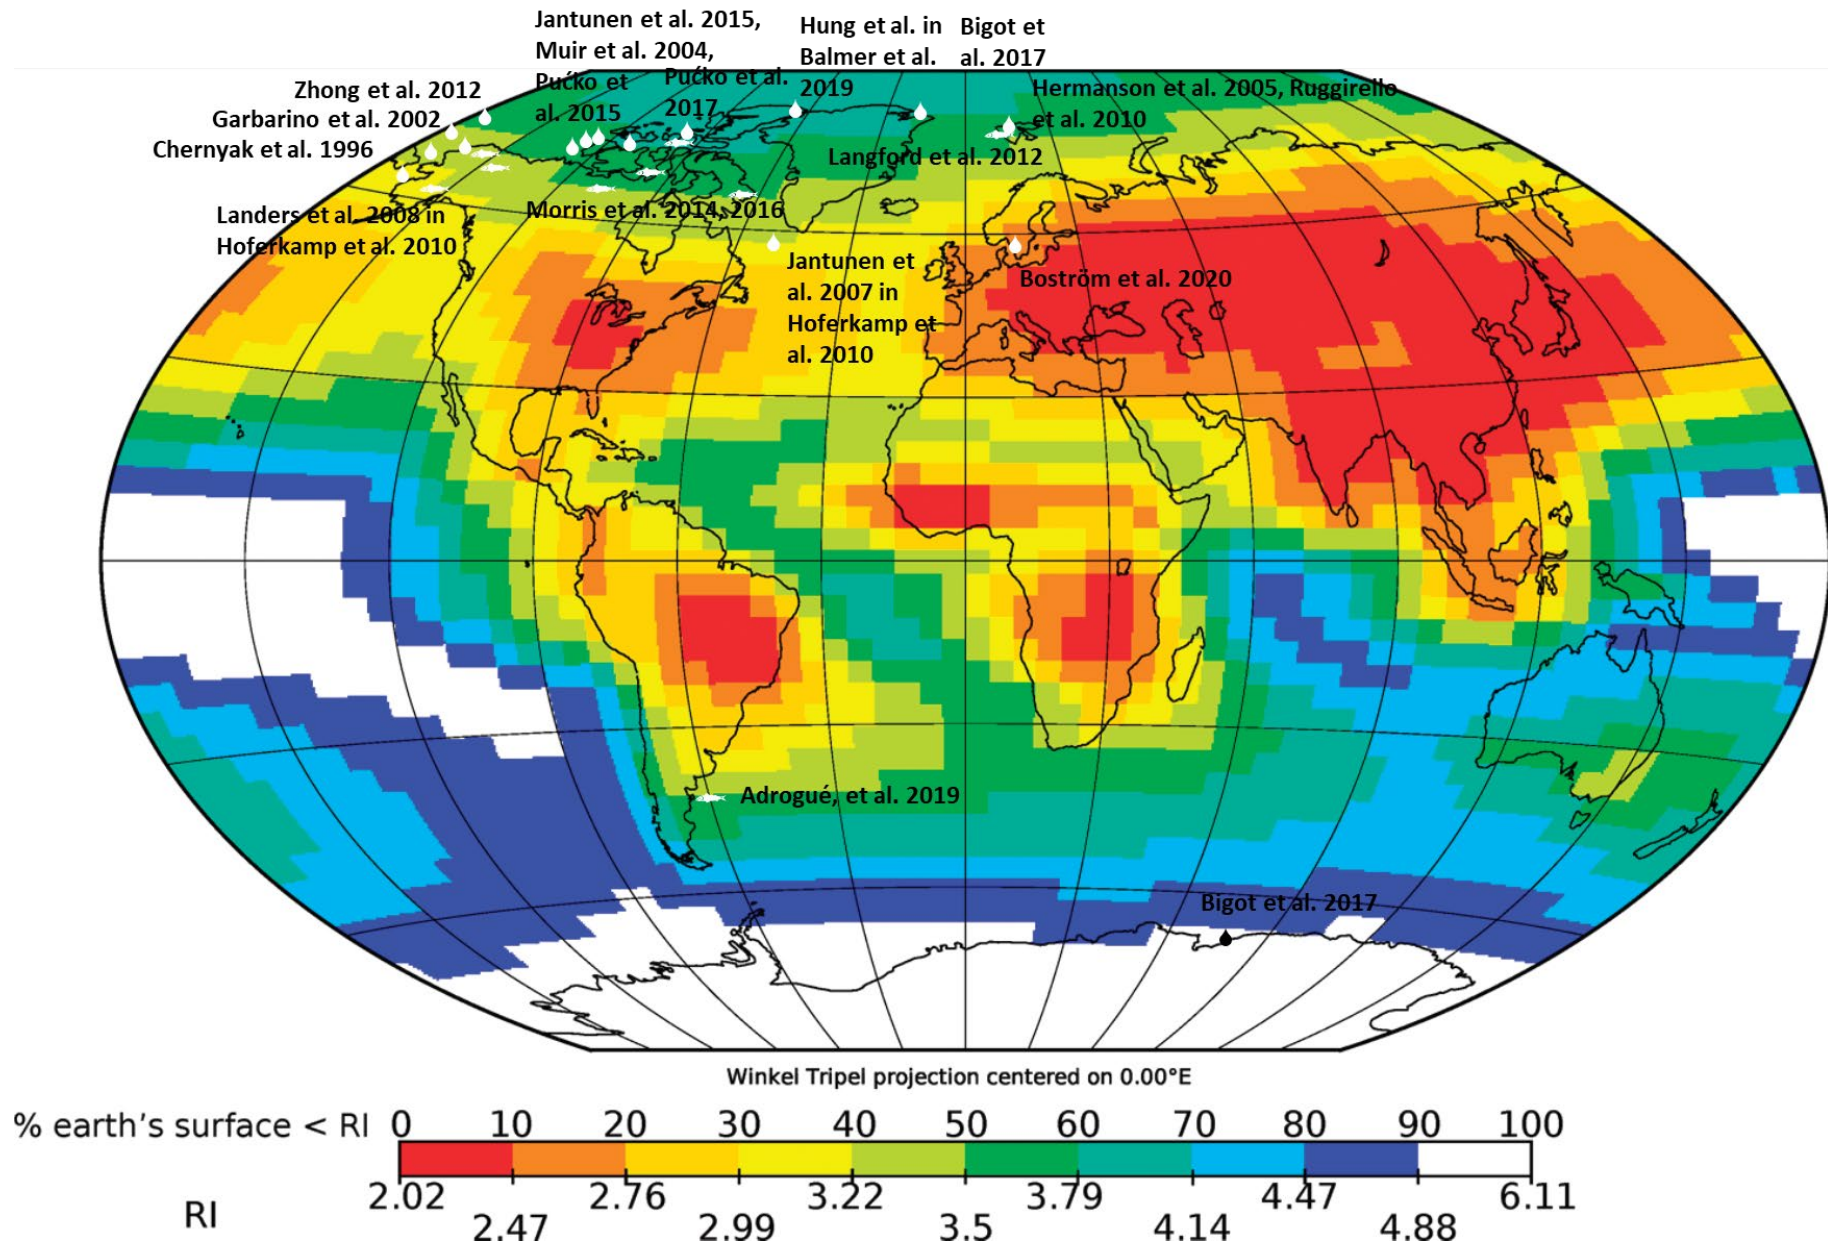 Jantunen et al. 2015,
Muir et al. 2004,
Pućko et
al. 2015
Pućko et al.
2017
Hung et al. in
Balmer et al.
2019
Bigot et
al. 2017
Zhong et al. 2012
Garbarino et al. 2002
Chernyak et al. 1996
Hermanson et al. 2005, Ruggirello
et al. 2010
Langford et al. 2012
Landers et al. 2008 in
Hoferkamp et al. 2010
Morris et al. 2014, 2016
Jantunen et
al. 2007 in
Hoferkamp et
al. 2010
Boström et al. 2020
Adrogué, et al. 2019
Bigot et al. 2017
Winkel Tripel projection centered on 0.00°E
% earth's surface < RI 0 10 20 30 40 50 60 70 80 90 100
2.02 2.76 3.22 3.79 4.47 6.11
RI 2.47 2.99 3.5 4.14 4.88